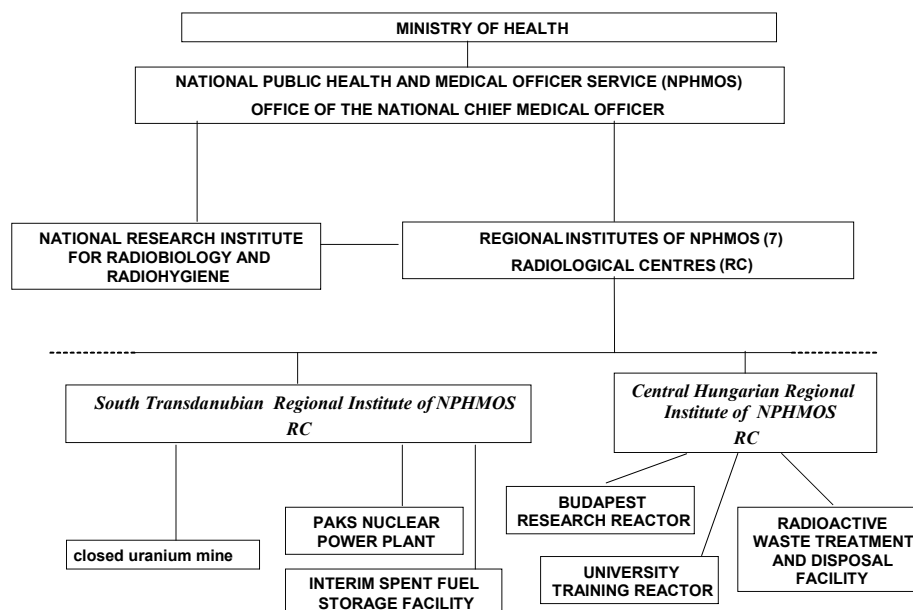 MINISTRY OF HEALTH
NATIONAL PUBLIC HEALTH AND MEDICAL OFFICER SERVICE (NPHMOS)
OFFICE OF THE NATIONAL CHIEF MEDICAL OFFICER
NATIONAL RESEARCH INSTITUTE
FOR RADIOBIOLOGY AND
RADIOHYGIENE
REGIONAL INSTITUTES OF NPHMOS (7)
RADIOLOGICAL CENTRES (RC)
South Transdanubian Regional Institute of NPHMOS
RC
Central Hungarian Regional
Institute of NPHMOS
RC
closed uranium mine
PAKS NUCLEAR
POWER PLANT
INTERIM SPENT FUEL
STORAGE FACILITY
BUDAPEST
RESEARCH REACTOR
UNIVERSITY
TRAINING REACTOR
RADIOACTIVE
WASTE TREATMENT
AND DISPOSAL
FACILITY